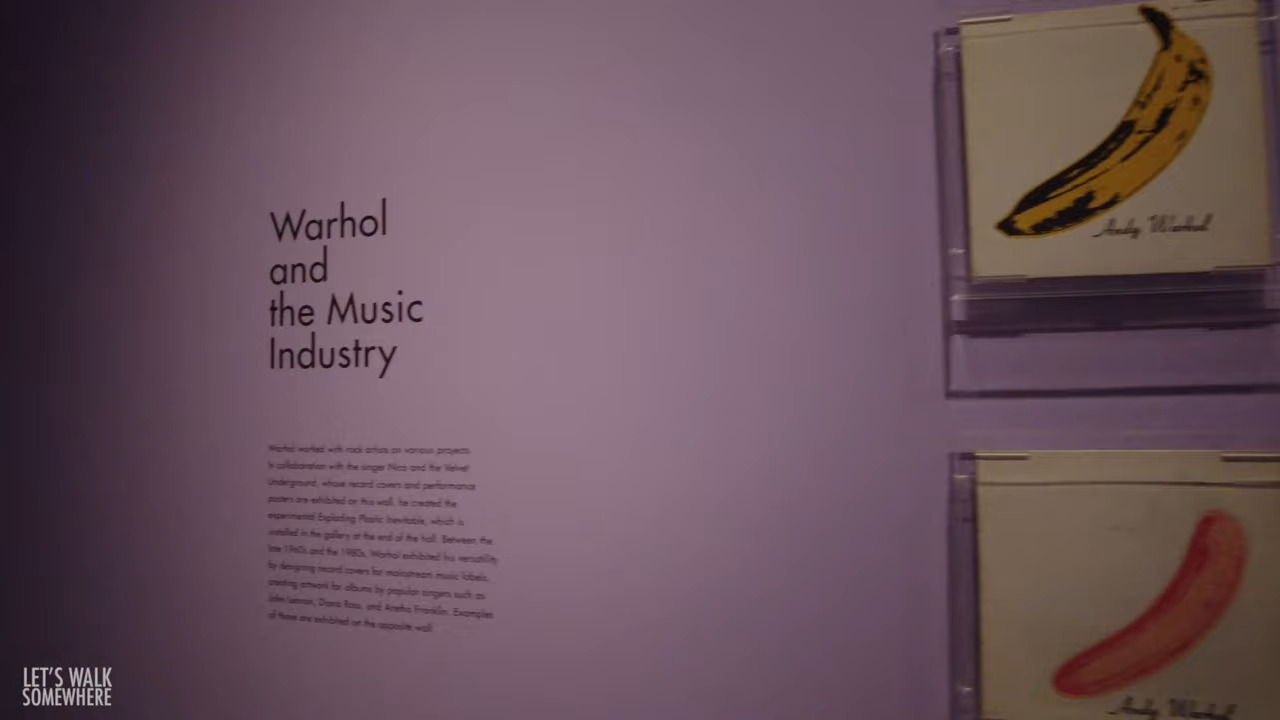 Warhol
and
the Music
Industry
Warhol worked with rock artists on various projects.
In collaboration with the singer Nico and the Velvet
Underground, whose record covers and performance
posters are exhibited on this wall, he created the
experimental Exploding Plastic Inevitable, which is
installed in the gallery at the end of the hall. Between the
late 1960s and the 1980s, Warhol exhibited his versatility
by designing record covers for mainstream music labels,
creating artwork for albums by popular singers such as
John Lennon, Diana Ross, and Aretha Franklin. Examples
of those are exhibited on the opposite wall.
Andy Warhol
Andy Warhol
LET'S WALK
SOMEWHERE